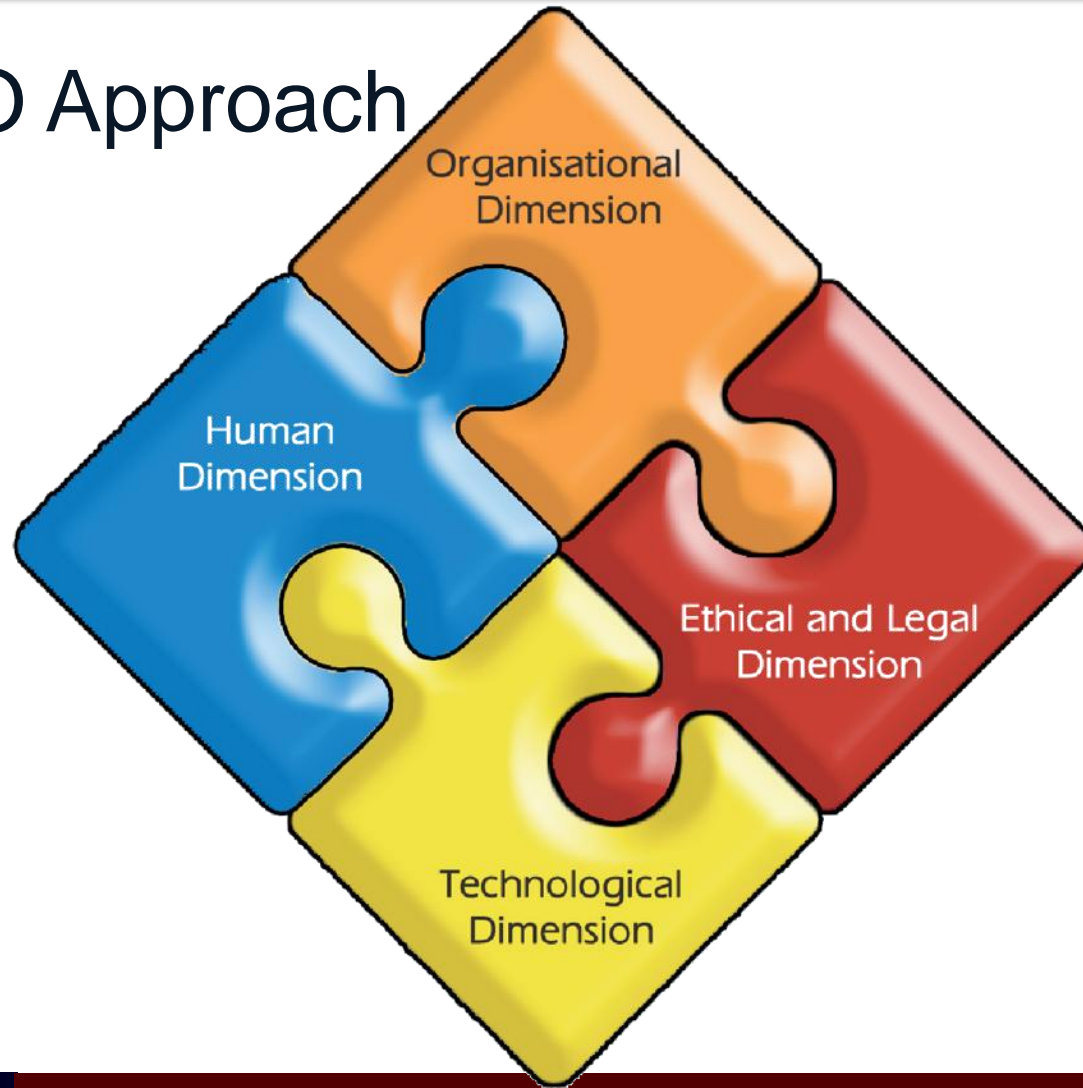 D Approach
Organisational
Dimension
Human
Dimension
Ethical and Legal
Dimension
Technological
Dimension